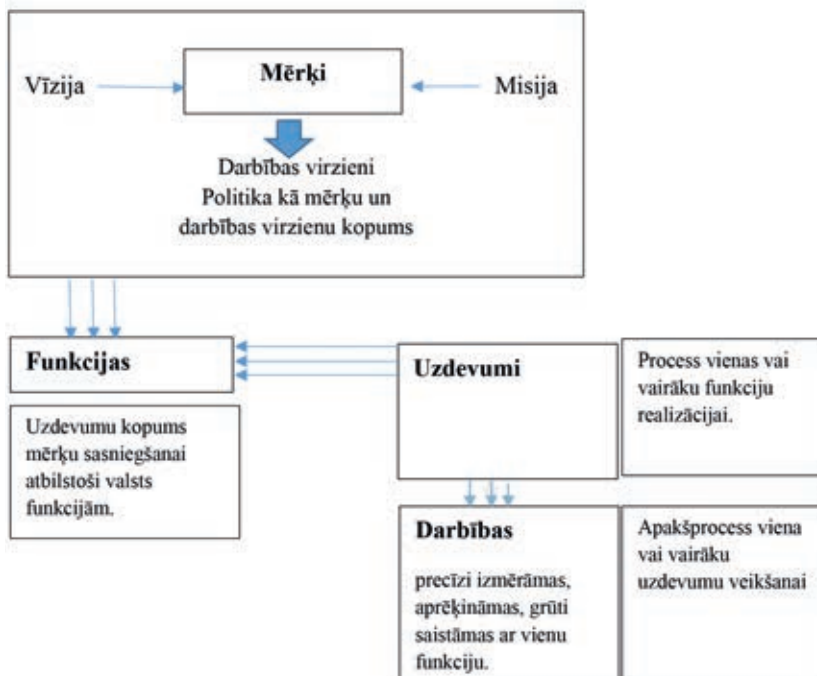 Vīzija
Mērķi
Misija
Darbības virzieni
Politika kā mērķu un
darbības virzienu kopums
Funkcijas
Uzdevumu kopums
mērķu sasniegšanai
atbilstoši valsts
funkcijām.
Uzdevumi
Process vienas vai
vairāku funkciju
realizācijai.
Darbības
precīzi izmērāmas,
aprēķināmas, grūti
saistāmas ar vienu
funkciju.
Apakšprocess viena
vai vairāku
uzdevumu veikšanai